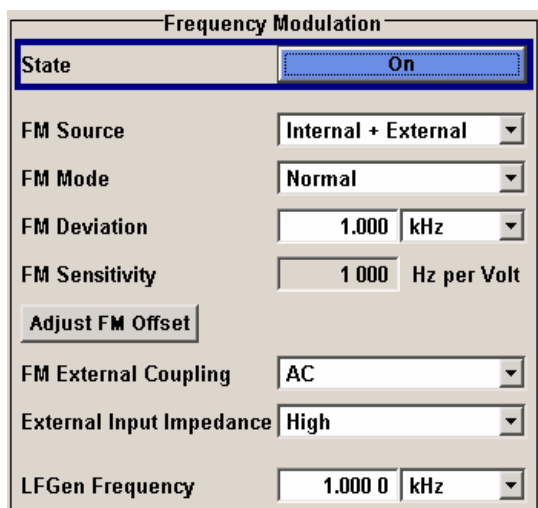 Frequency Modulation
State On
FM Source Internal + External
FM Mode Normal
FM Deviation 1.000 kHz
FM Sensitivity 1 000 Hz per Volt
Adjust FM Offset
FM External Coupling AC
External Input Impedance High
LFGen Frequency 1.000 0 kHz